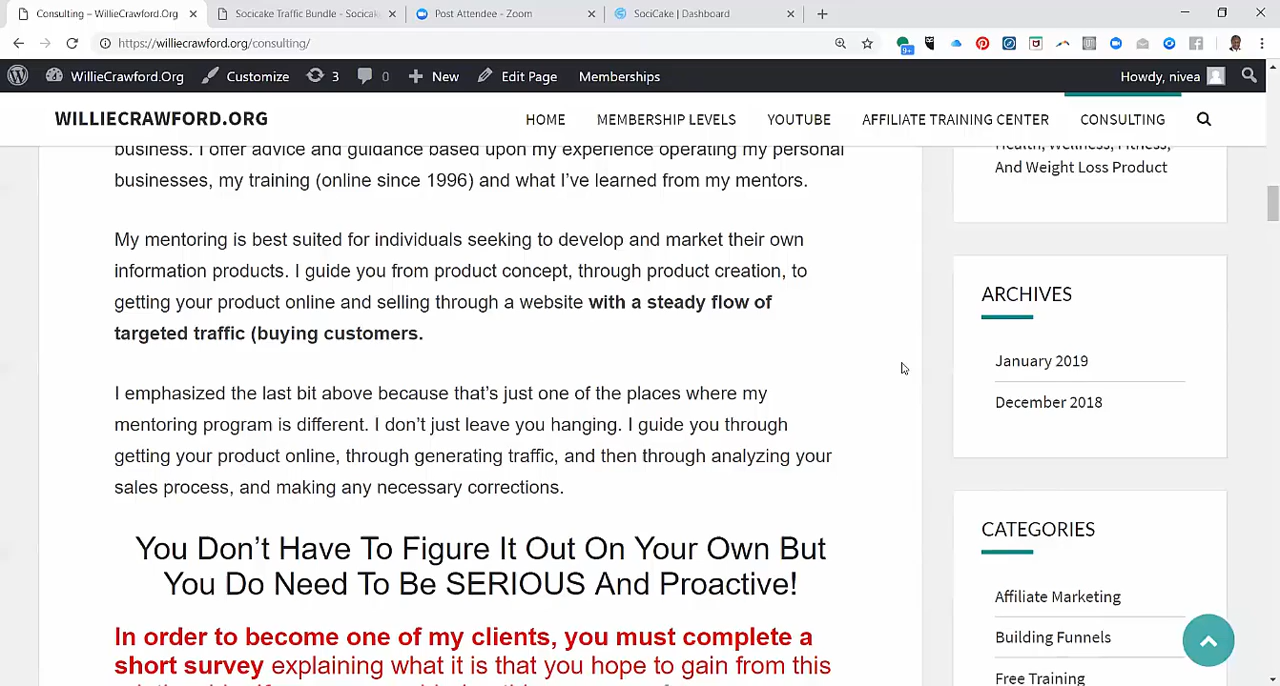 Consulting – WillieCrawford.Org
Socicake Traffic Bundle - Socicak
Post Attendee - Zoom
SociCake | Dashboard
https://williecrawford.org/consulting/
9+
WillieCrawford.Org
Customize
3
0
New
Edit Page
Memberships
Howdy, nivea
WILLIECRAWFORD.ORG
HOME
MEMBERSHIP LEVELS
YOUTUBE
AFFILIATE TRAINING CENTER
CONSULTING
business. I offer advice and guidance based upon my experience operating my personal
businesses, my training (online since 1996) and what I've learned from my mentors.
My mentoring is best suited for individuals seeking to develop and market their own
information products. I guide you from product concept, through product creation, to
getting your product online and selling through a website with a steady flow of
targeted traffic (buying customers.
I emphasized the last bit above because that's just one of the places where my
mentoring program is different. I don't just leave you hanging. I guide you through
getting your product online, through generating traffic, and then through analyzing your
sales process, and making any necessary corrections.
You Don't Have To Figure It Out On Your Own But
You Do Need To Be SERIOUS And Proactive!
In order to become one of my clients, you must complete a
short survey explaining what it is that you hope to gain from this
Health, Wellness, Fitness,
And Weight Loss Product
ARCHIVES
January 2019
December 2018
CATEGORIES
Affiliate Marketing
Building Funnels
Free Training